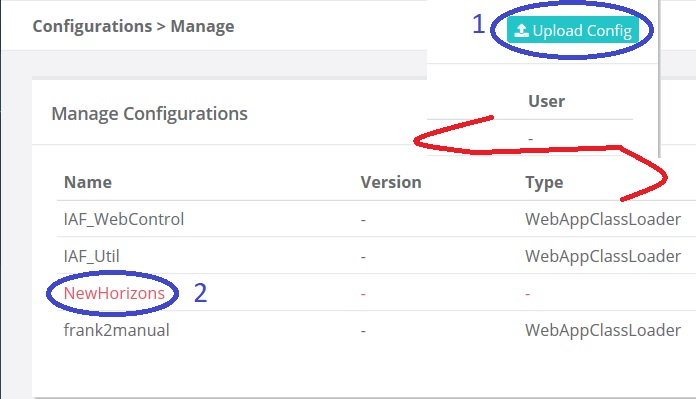 Configurations > Manage
1
Upload Config
User
-
Manage Configurations
Name Version Type
IAF_WebControl - WebAppClassLoader
IAF_Util - WebAppClassLoader
NewHorizons 2 - -
frank2manual - WebAppClassLoader